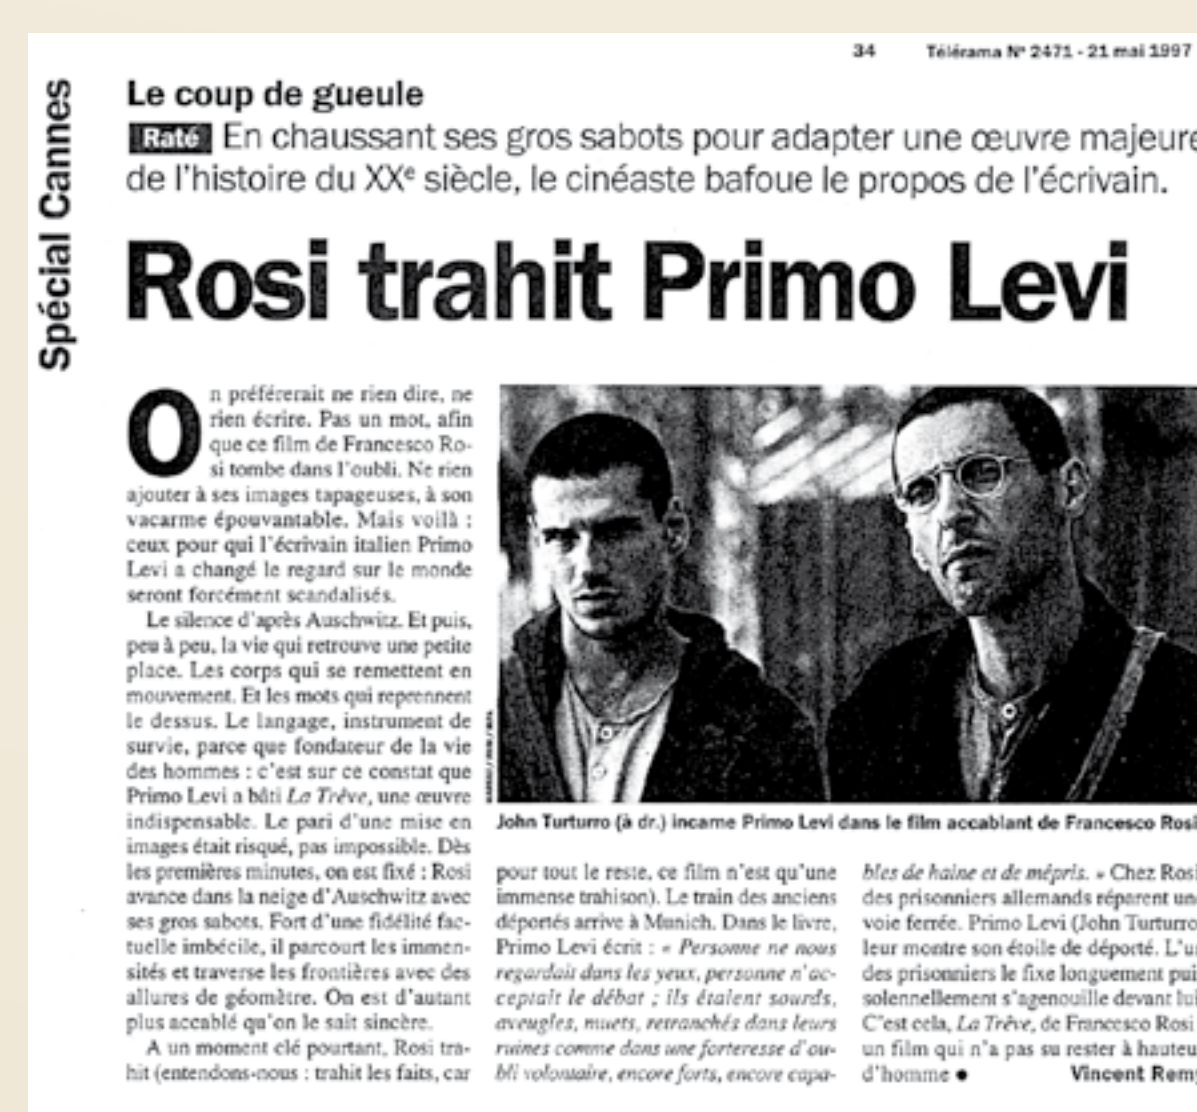 34 Télérama N° 2471 - 21 mai 1997
Spécial Cannes
Le coup de gueule
Raté En chaussant ses gros sabots pour adapter une œuvre majeure
de l'histoire du XXe siècle, le cinéaste bafoue le propos de l'écrivain.
Rosi trahit Primo Levi
On préférerait ne rien dire, ne
rien écrire. Pas un mot, afin
que ce film de Francesco Ro-
si tombe dans l'oubli. Ne rien
ajouter à ses images tapageuses, à son
vacarme épouvantable. Mais voilà :
ceux pour qui l'écrivain italien Primo
Levi a changé le regard sur le monde
seront forcément scandalisés.
Le silence d'après Auschwitz. Et puis,
peu à peu, la vie qui retrouve une petite
place. Les corps qui se remettent en
mouvement. Et les mots qui reprennent
le dessus. Le langage, instrument de
survie, parce que fondateur de la vie
des hommes : c'est sur ce constat que
Primo Levi a bâti La Trêve, une œuvre
indispensable. Le pari d'une mise en
images était risqué, pas impossible. Dès
les premières minutes, on est fixé : Rosi
avance dans la neige d'Auschwitz avec
ses gros sabots. Fort d'une fidélité fac-
tuelle imbécile, il parcourt les immen-
sités et traverse les frontières avec des
allures de géomètre. On est d'autant
plus accablé qu'on le sait sincère.
A un moment clé pourtant, Rosi tra-
hit (entendons-nous : trahit les faits, car
John Turturro (à dr.) incarne Primo Levi dans le film accablant de Francesco Rosi
pour tout le reste, ce film n'est qu'une
immense trahison). Le train des anciens
déportés arrive à Munich. Dans le livre,
Primo Levi écrit : « Personne ne nous
regardait dans les yeux, personne n'ac-
ceptait le débat ; ils étaient sourds,
aveugles, muets, retranchés dans leurs
ruines comme dans une forteresse d'ou-
bli volontaire, encore forts, encore capa-
bles de haine et de mépris. » Chez Rosi
des prisonniers allemands réparent un
voie ferrée. Primo Levi (John Turturro
leur montre son étoile de déporté. L'u
des prisonniers le fixe longuement pui
solennellement s'agenouille devant lui
C'est cela, La Trêve, de Francesco Rosi
un film qui n'a pas su rester à hauteu
d'homme ● Vincent Remy